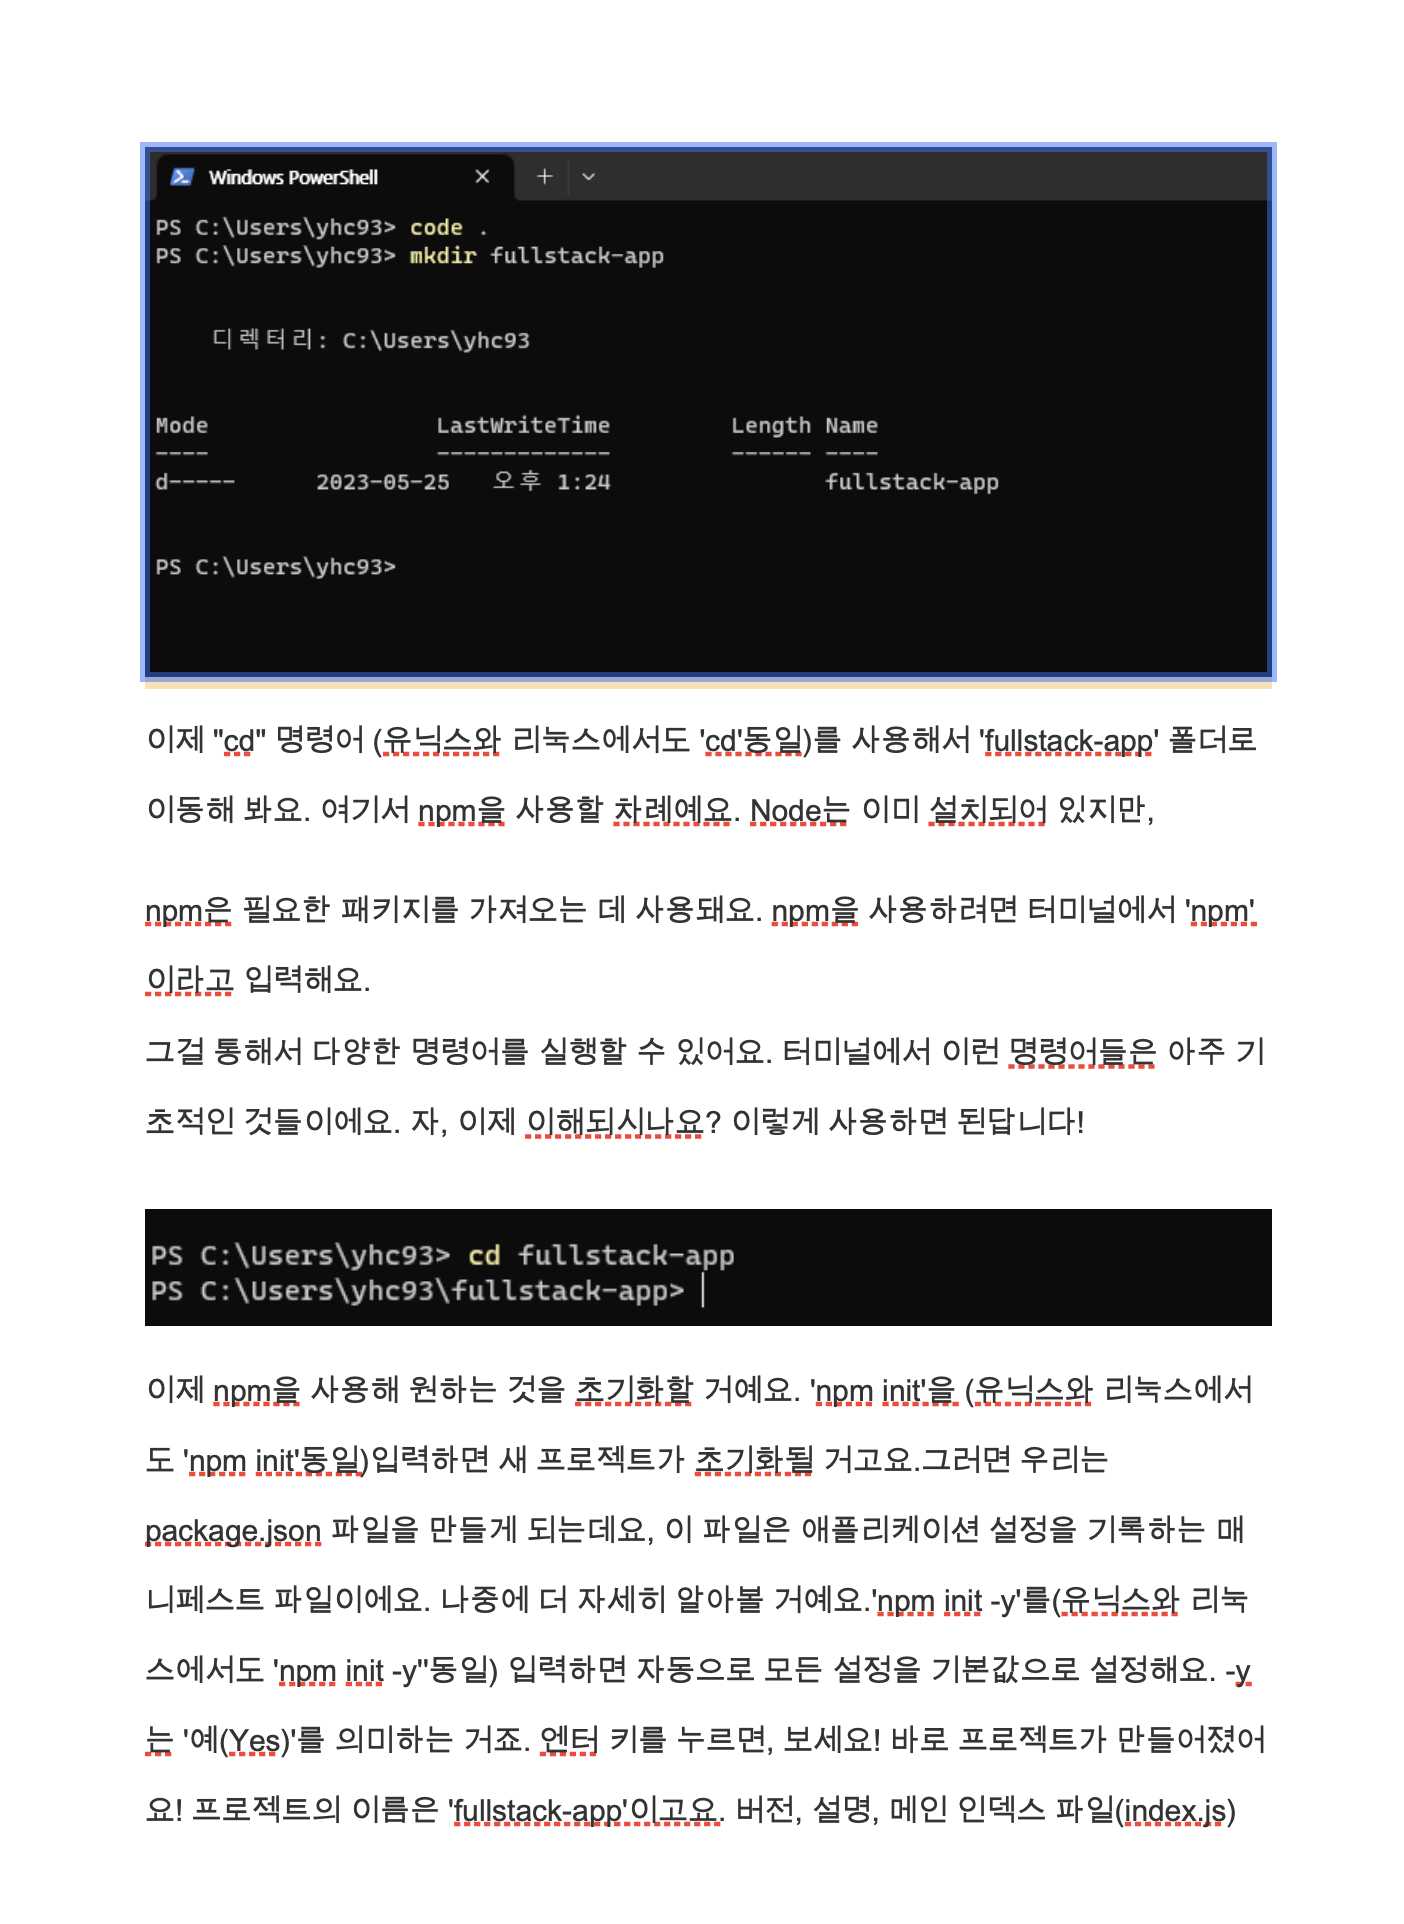 Windows PowerShell
PS C:\Users\yhc93> code .
PS C:\Users\yhc93> mkdir fullstack-app
디렉터리: C:\Users\yhc93
Mode LastWriteTime Length Name
---- ------------- ------ ----
d----- 2023-05-25 오후 1:24 fullstack-app
PS C:\Users\yhc93>
이제 "cd" 명령어 (유닉스와 리눅스에서도 'cd'동일)를 사용해서 'fullstack-app' 폴더로
이동해 봐요. 여기서 npm을 사용할 차례예요. Node는 이미 설치되어 있지만,
npm은 필요한 패키지를 가져오는 데 사용돼요. npm을 사용하려면 터미널에서 'npm'
이라고 입력해요.
그걸 통해서 다양한 명령어를 실행할 수 있어요. 터미널에서 이런 명령어들은 아주 기
초적인 것들이에요. 자, 이제 이해되시나요? 이렇게 사용하면 된답니다!
PS C:\Users\yhc93> cd fullstack-app
PS C:\Users\yhc93\fullstack-app>
이제 npm을 사용해 원하는 것을 초기화할 거예요. 'npm init'을 (유닉스와 리눅스에서
도 'npm init'동일)입력하면 새 프로젝트가 초기화될 거고요.그러면 우리는
package.json 파일을 만들게 되는데요, 이 파일은 애플리케이션 설정을 기록하는 매
니페스트 파일이에요. 나중에 더 자세히 알아볼 거예요.'npm init -y'를(유닉스와 리눅
스에서도 'npm init -y''동일) 입력하면 자동으로 모든 설정을 기본값으로 설정해요. -y
는 '예(Yes)'를 의미하는 거죠. 엔터 키를 누르면, 보세요! 바로 프로젝트가 만들어졌어
요! 프로젝트의 이름은 'fullstack-app'이고요. 버전, 설명, 메인 인덱스 파일(index.js)